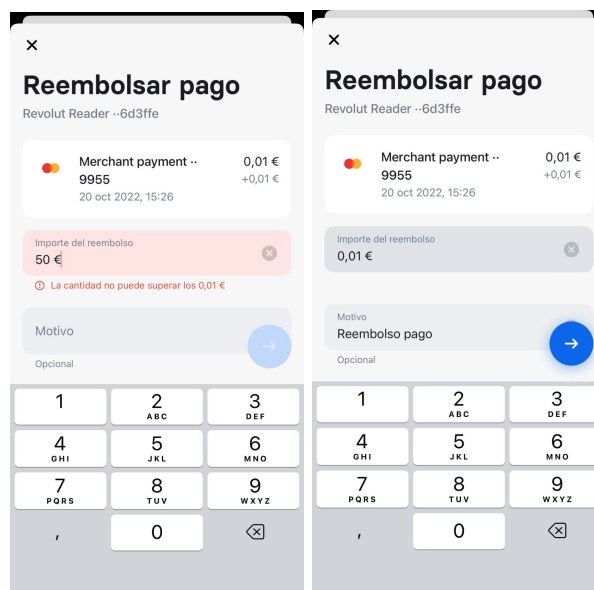 Reembolsar pago
Revolut Reader ··6d3ffe
Merchant payment ··
9955
20 oct 2022, 15:26
0,01 €
+0,01 €
Importe del reembolso
50 €
La cantidad no puede superar los 0,01 €
Motivo
Opcional
1
2
ABC
3
DEF
4
GHI
5
JKL
6
MNO
7
PQRS
8
TUV
9
WXYZ
,
0
Reembolsar pago
Revolut Reader ··6d3ffe
Merchant payment ··
9955
20 oct 2022, 15:26
0,01 €
+0,01 €
Importe del reembolso
0,01 €
Motivo
Reembolso pago
Opcional
1
2
ABC
3
DEF
4
GHI
5
JKL
6
MNO
7
PQRS
8
TUV
9
WXYZ
,
0